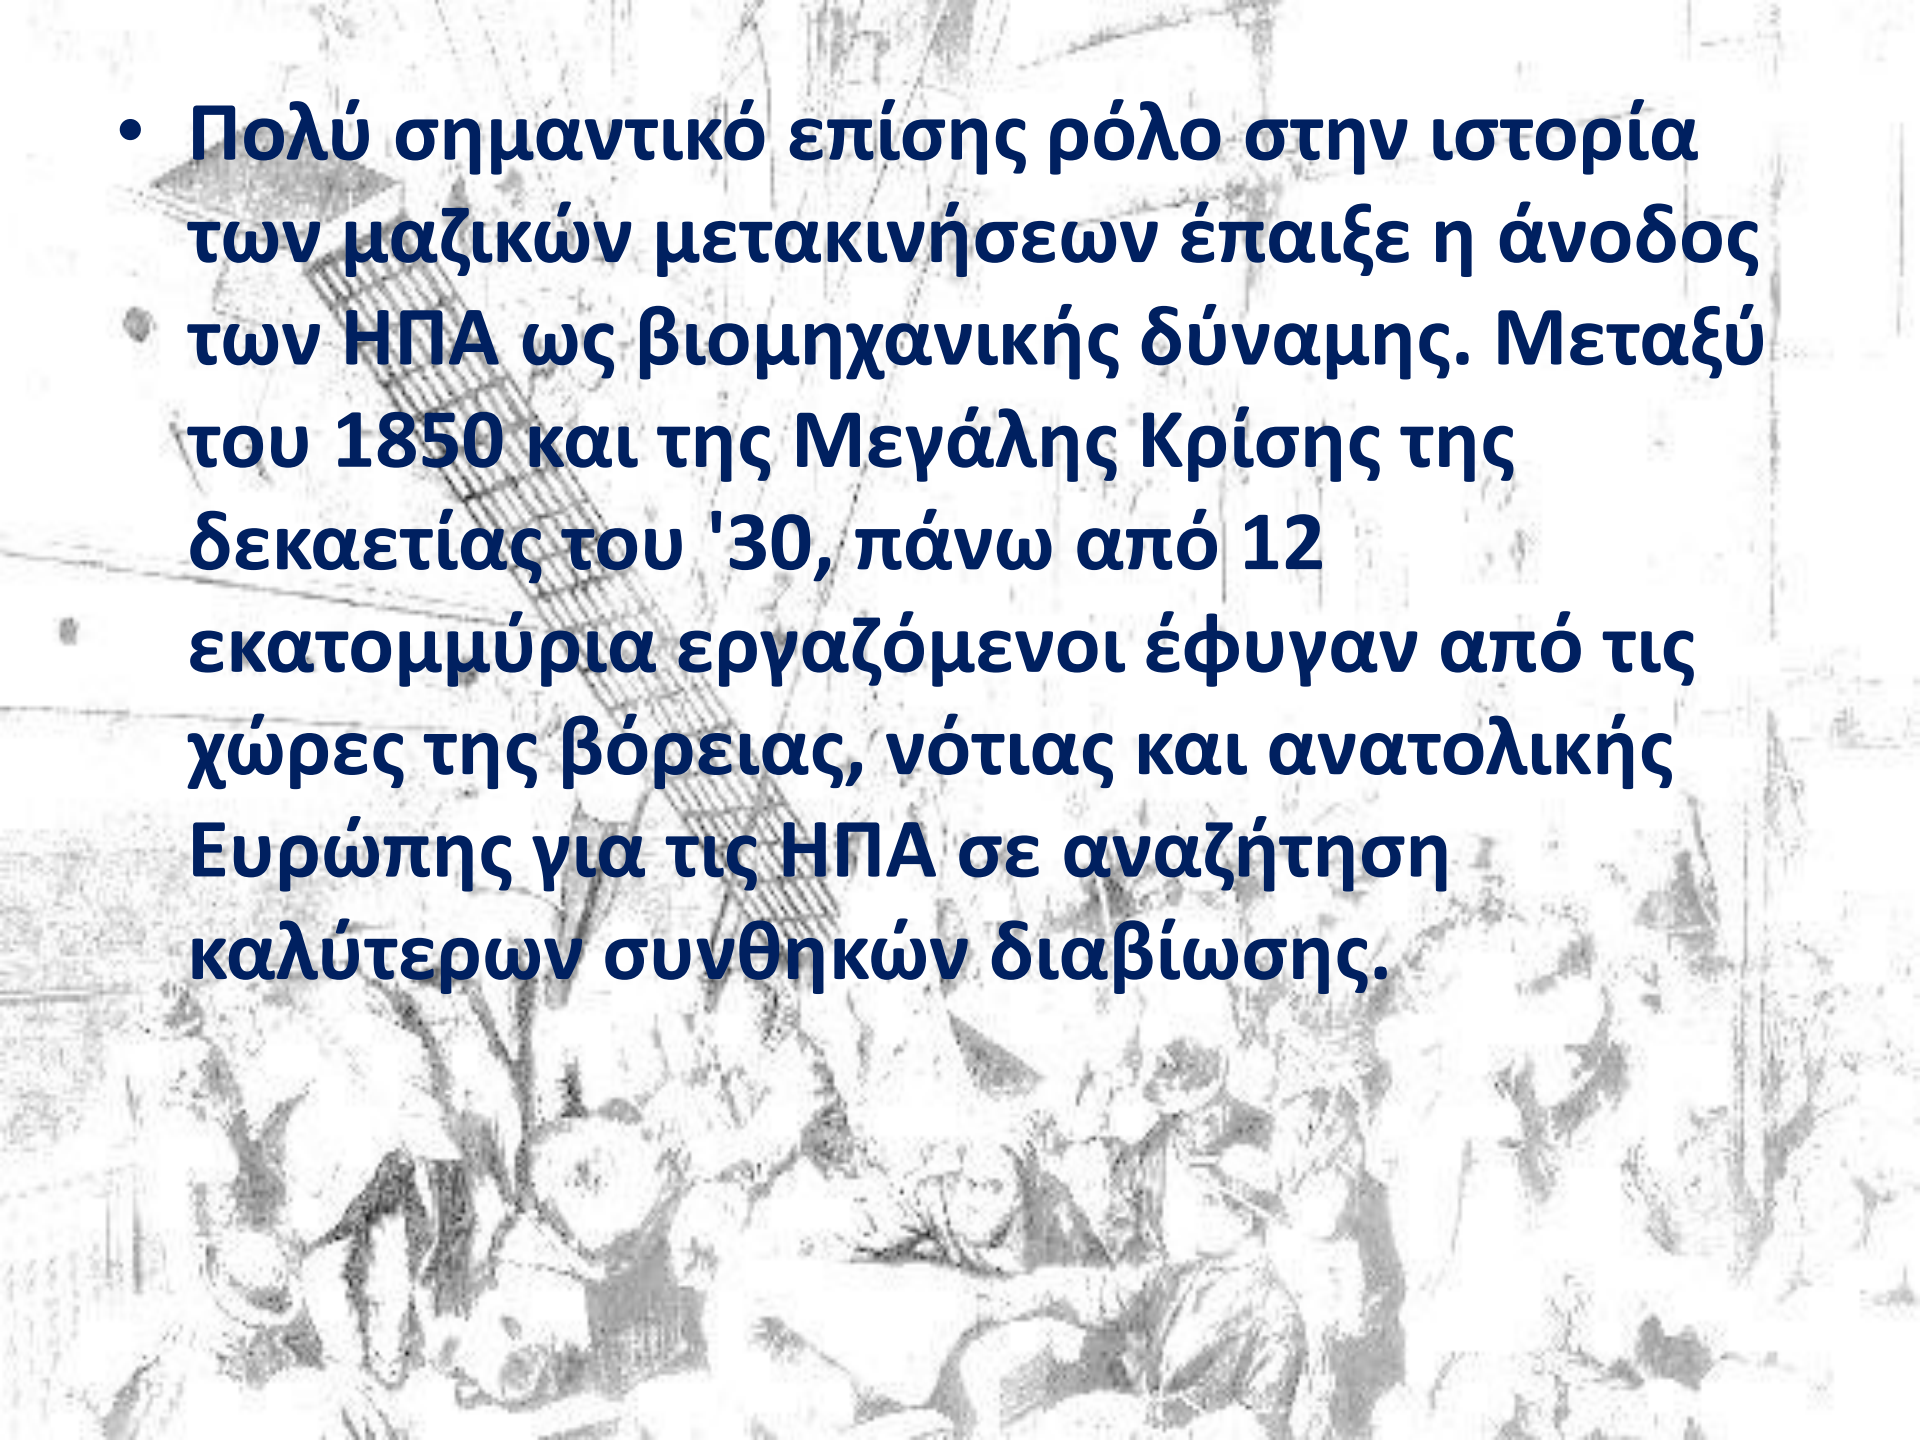 • Πολύ σημαντικό επίσης ρόλο στην ιστορία
των μαζικών μετακινήσεων έπαιξε η άνοδος
των ΗΠΑ ως βιομηχανικής δύναμης. Μεταξύ
του 1850 και της Μεγάλης Κρίσης της
δεκαετίας του '30, πάνω από 12
εκατομμύρια εργαζόμενοι έφυγαν από τις
χώρες της βόρειας, νότιας και ανατολικής
Ευρώπης για τις ΗΠΑ σε αναζήτηση
καλύτερων συνθηκών διαβίωσης.